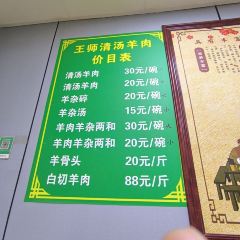 王师清汤羊肉
价目表
清汤羊肉 30元/碗
清汤羊肉 20元/碗
羊杂碎 20元/碗
羊杂汤 15元/碗
羊肉羊杂两和 30元/碗 大
羊肉羊杂两和 20元/碗 小
羊骨头 20元/斤
白切羊肉 88元/斤